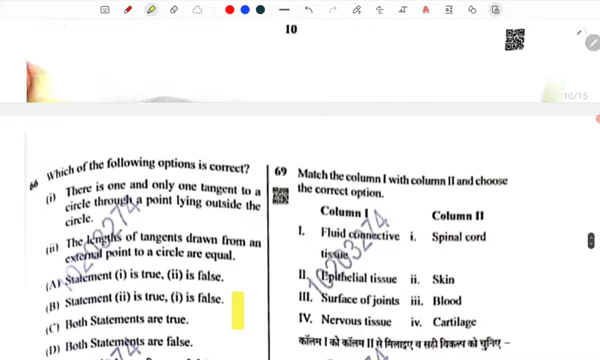 10
10/15
66 Which of the following options is correct?
(i) There is one and only one tangent to a
circle through a point lying outside the
circle.
(ii) The lengths of tangents drawn from an
external point to a circle are equal.
(A) Statement (i) is true, (ii) is false.
(B) Statement (ii) is true, (i) is false.
(C) Both Statements are true.
(D) Both Statements are false.
10203274
69 Match the column I with column II and choose
the correct option.
Column I Column II
I. Fluid connective i. Spinal cord
tissue
II. Epithelial tissue ii. Skin
III. Surface of joints iii. Blood
IV. Nervous tissue iv. Cartilage
कॉलम I को कॉलम II से मिलाइए व सही विकल्प को चुनिए –
10203274